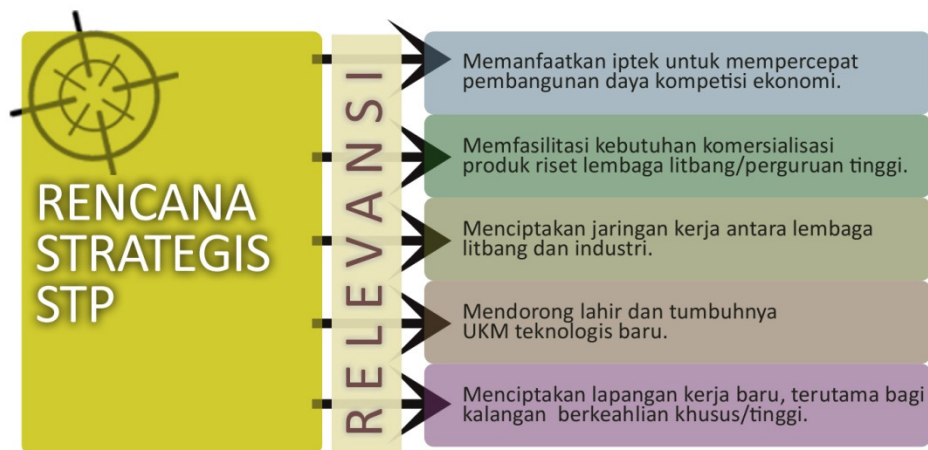 RENCANA
STRATEGIS
STP
RELEVANSI
Memanfaatkan iptek untuk mempercepat
pembangunan daya kompetisi ekonomi.
Memfasilitasi kebutuhan komersialisasi
produk riset lembaga litbang/perguruan tinggi.
Menciptakan jaringan kerja antara lembaga
litbang dan industri.
Mendorong lahir dan tumbuhnya
UKM teknologis baru.
Menciptakan lapangan kerja baru, terutama bagi
kalangan berkeahlian khusus/tinggi.